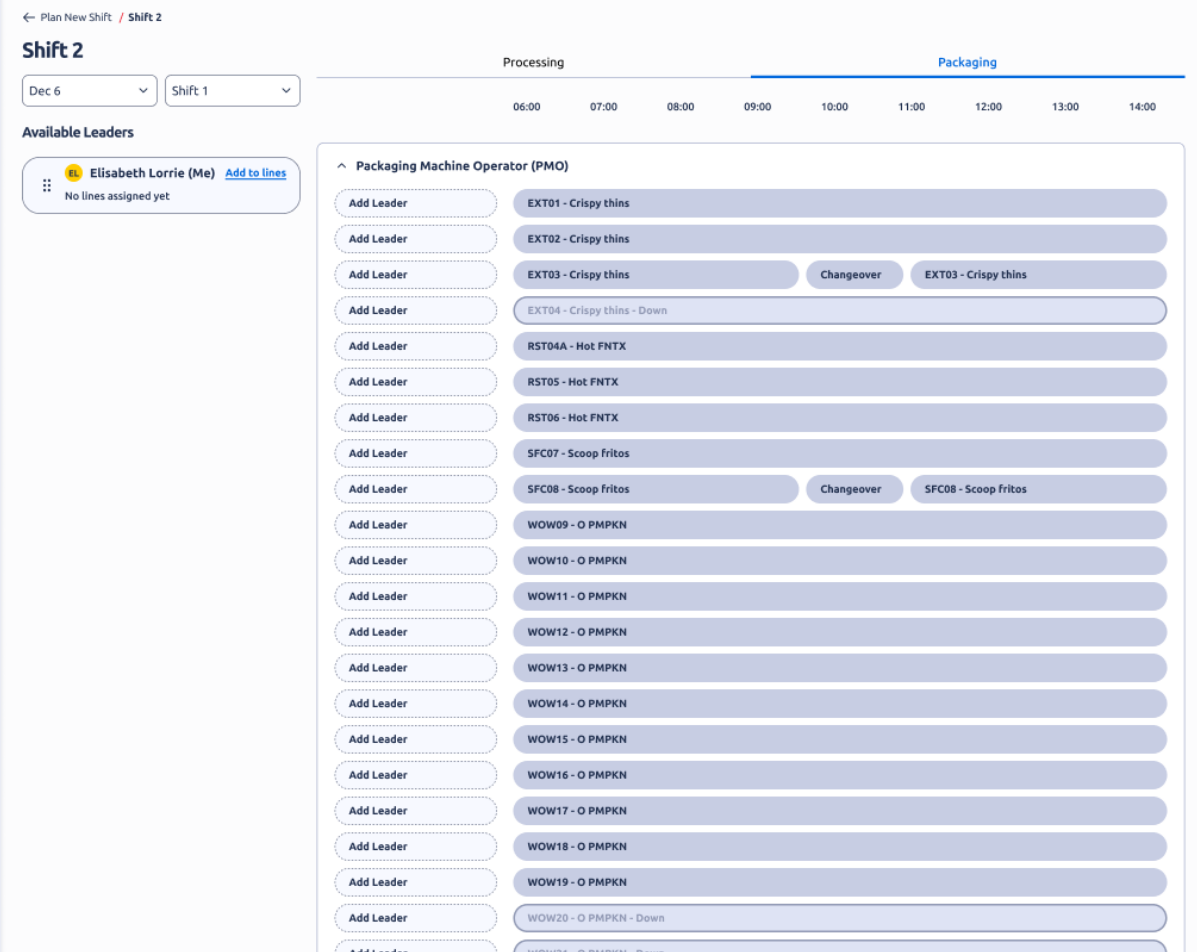 Plan New Shift / Shift 2
Shift 2
Dec 6 Shift 1
Available Leaders
EL Elisabeth Lorrie (Me) Add to lines
No lines assigned yet
Processing Packaging
06:00 07:00 08:00 09:00 10:00 11:00 12:00 13:00 14:00
Packaging Machine Operator (PMO)
Add Leader EXT01 - Crispy thins
Add Leader EXT02 - Crispy thins
Add Leader EXT03 - Crispy thins Changeover EXT03 - Crispy thins
Add Leader EXT04 - Crispy thins - Down
Add Leader RST04A - Hot FNTX
Add Leader RST05 - Hot FNTX
Add Leader RST06 - Hot FNTX
Add Leader SFC07 - Scoop fritos
Add Leader SFC08 - Scoop fritos Changeover SFC08 - Scoop fritos
Add Leader WOW09 - O PMPKN
Add Leader WOW10 - O PMPKN
Add Leader WOW11 - O PMPKN
Add Leader WOW12 - O PMPKN
Add Leader WOW13 - O PMPKN
Add Leader WOW14 - O PMPKN
Add Leader WOW15 - O PMPKN
Add Leader WOW16 - O PMPKN
Add Leader WOW17 - O PMPKN
Add Leader WOW18 - O PMPKN
Add Leader WOW19 - O PMPKN
Add Leader WOW20 - O PMPKN - Down